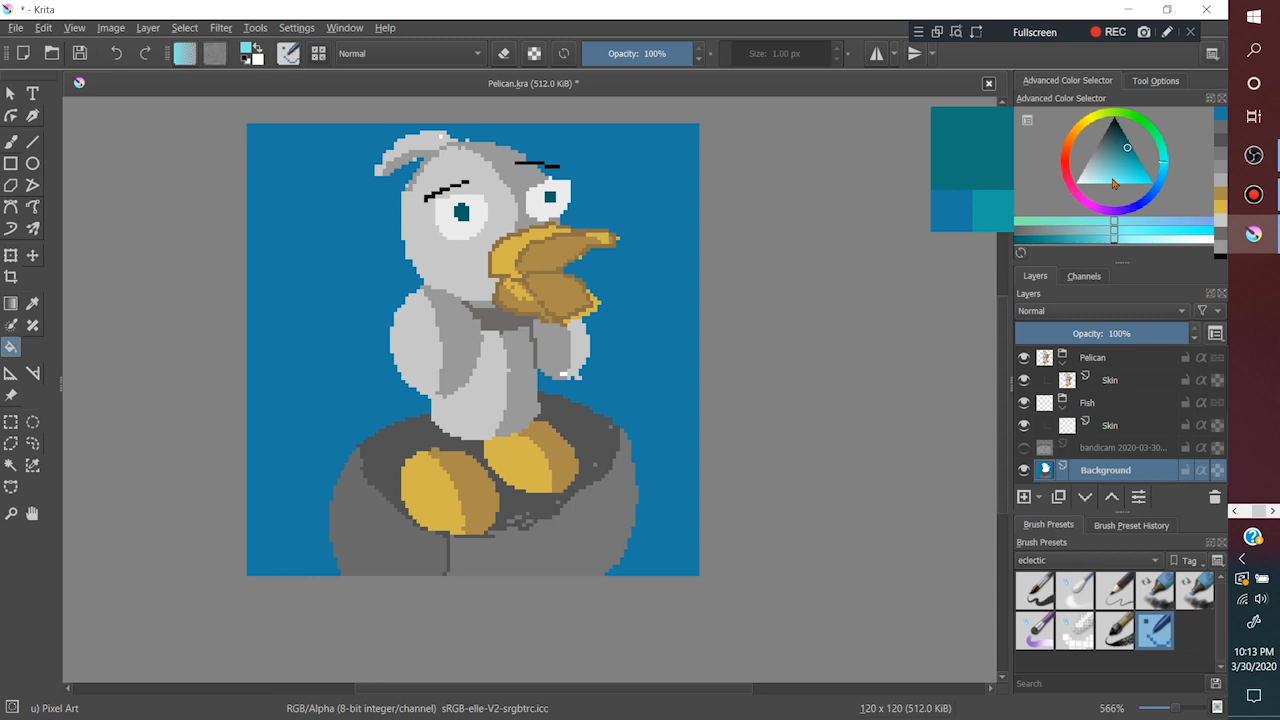 * - Krita
File Edit View Image Layer Select Filter Tools Settings Window Help
Fullscreen REC
Normal Opacity: 100% Size: 1.00 px
Pelican.kra (512.0 KiB) *
Advanced Color Selector Tool Options
Advanced Color Selector
Layers Channels
Layers
Normal
Opacity: 100%
Pelican
Skin
Fish
Skin
bandicam 2020-03-30...
Background
Brush Presets Brush Preset History
Brush Presets
eclectic Tag
Search
u) Pixel Art RGB/Alpha (8-bit integer/channel) sRGB-elle-V2-srgbtrc.icc 120 x 120 (512.0 KiB) 566%
10:13 PM
3/30/2020